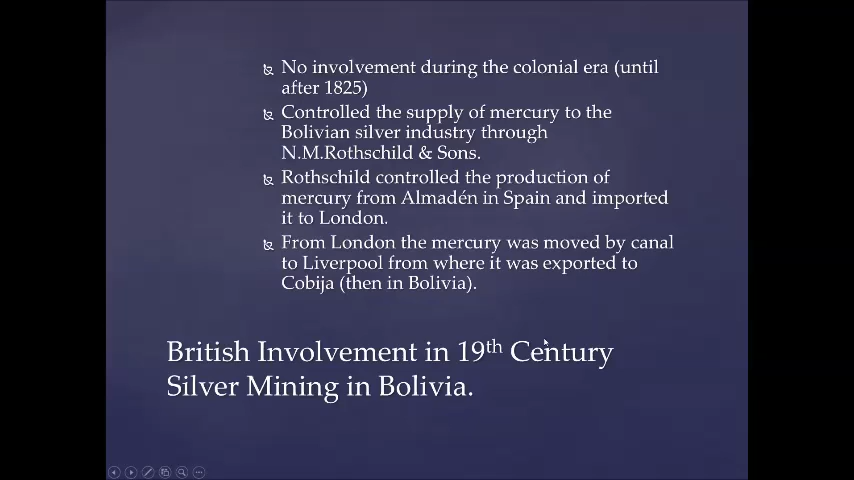 No involvement during the colonial era (until
after 1825)
Controlled the supply of mercury to the
Bolivian silver industry through
N.M.Rothschild & Sons.
Rothschild controlled the production of
mercury from Almadén in Spain and imported
it to London.
From London the mercury was moved by canal
to Liverpool from where it was exported to
Cobija (then in Bolivia).
British Involvement in 19th Century
Silver Mining in Bolivia.